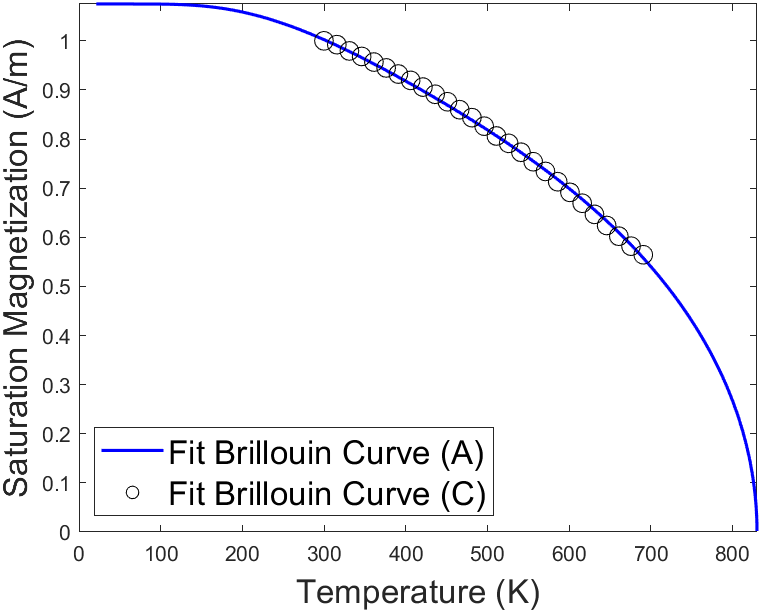 Saturation Magnetization (A/m)
1
0.9
0.8
0.7
0.6
0.5
0.4
0.3
0.2
0.1
0
Fit Brillouin Curve (A)
Fit Brillouin Curve (C)
0 100 200 300 400 500 600 700 800
Temperature (K)